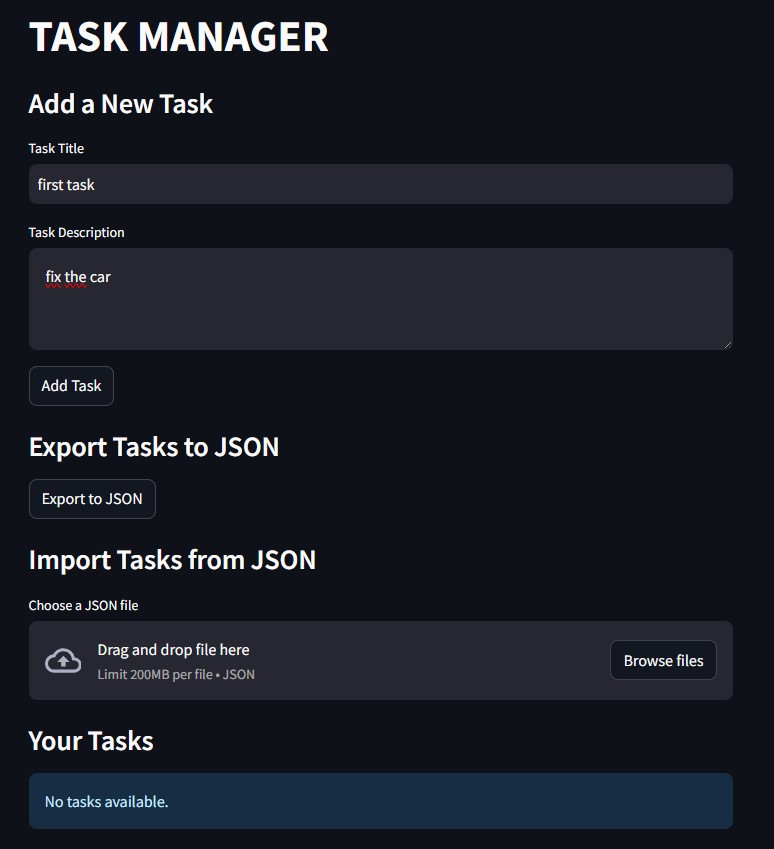 TASK MANAGER
Add a New Task
Task Title
first task
Task Description
fix the car
Add Task
Export Tasks to JSON
Export to JSON
Import Tasks from JSON
Choose a JSON file
Drag and drop file here
Limit 200MB per file • JSON
Browse files
Your Tasks
No tasks available.